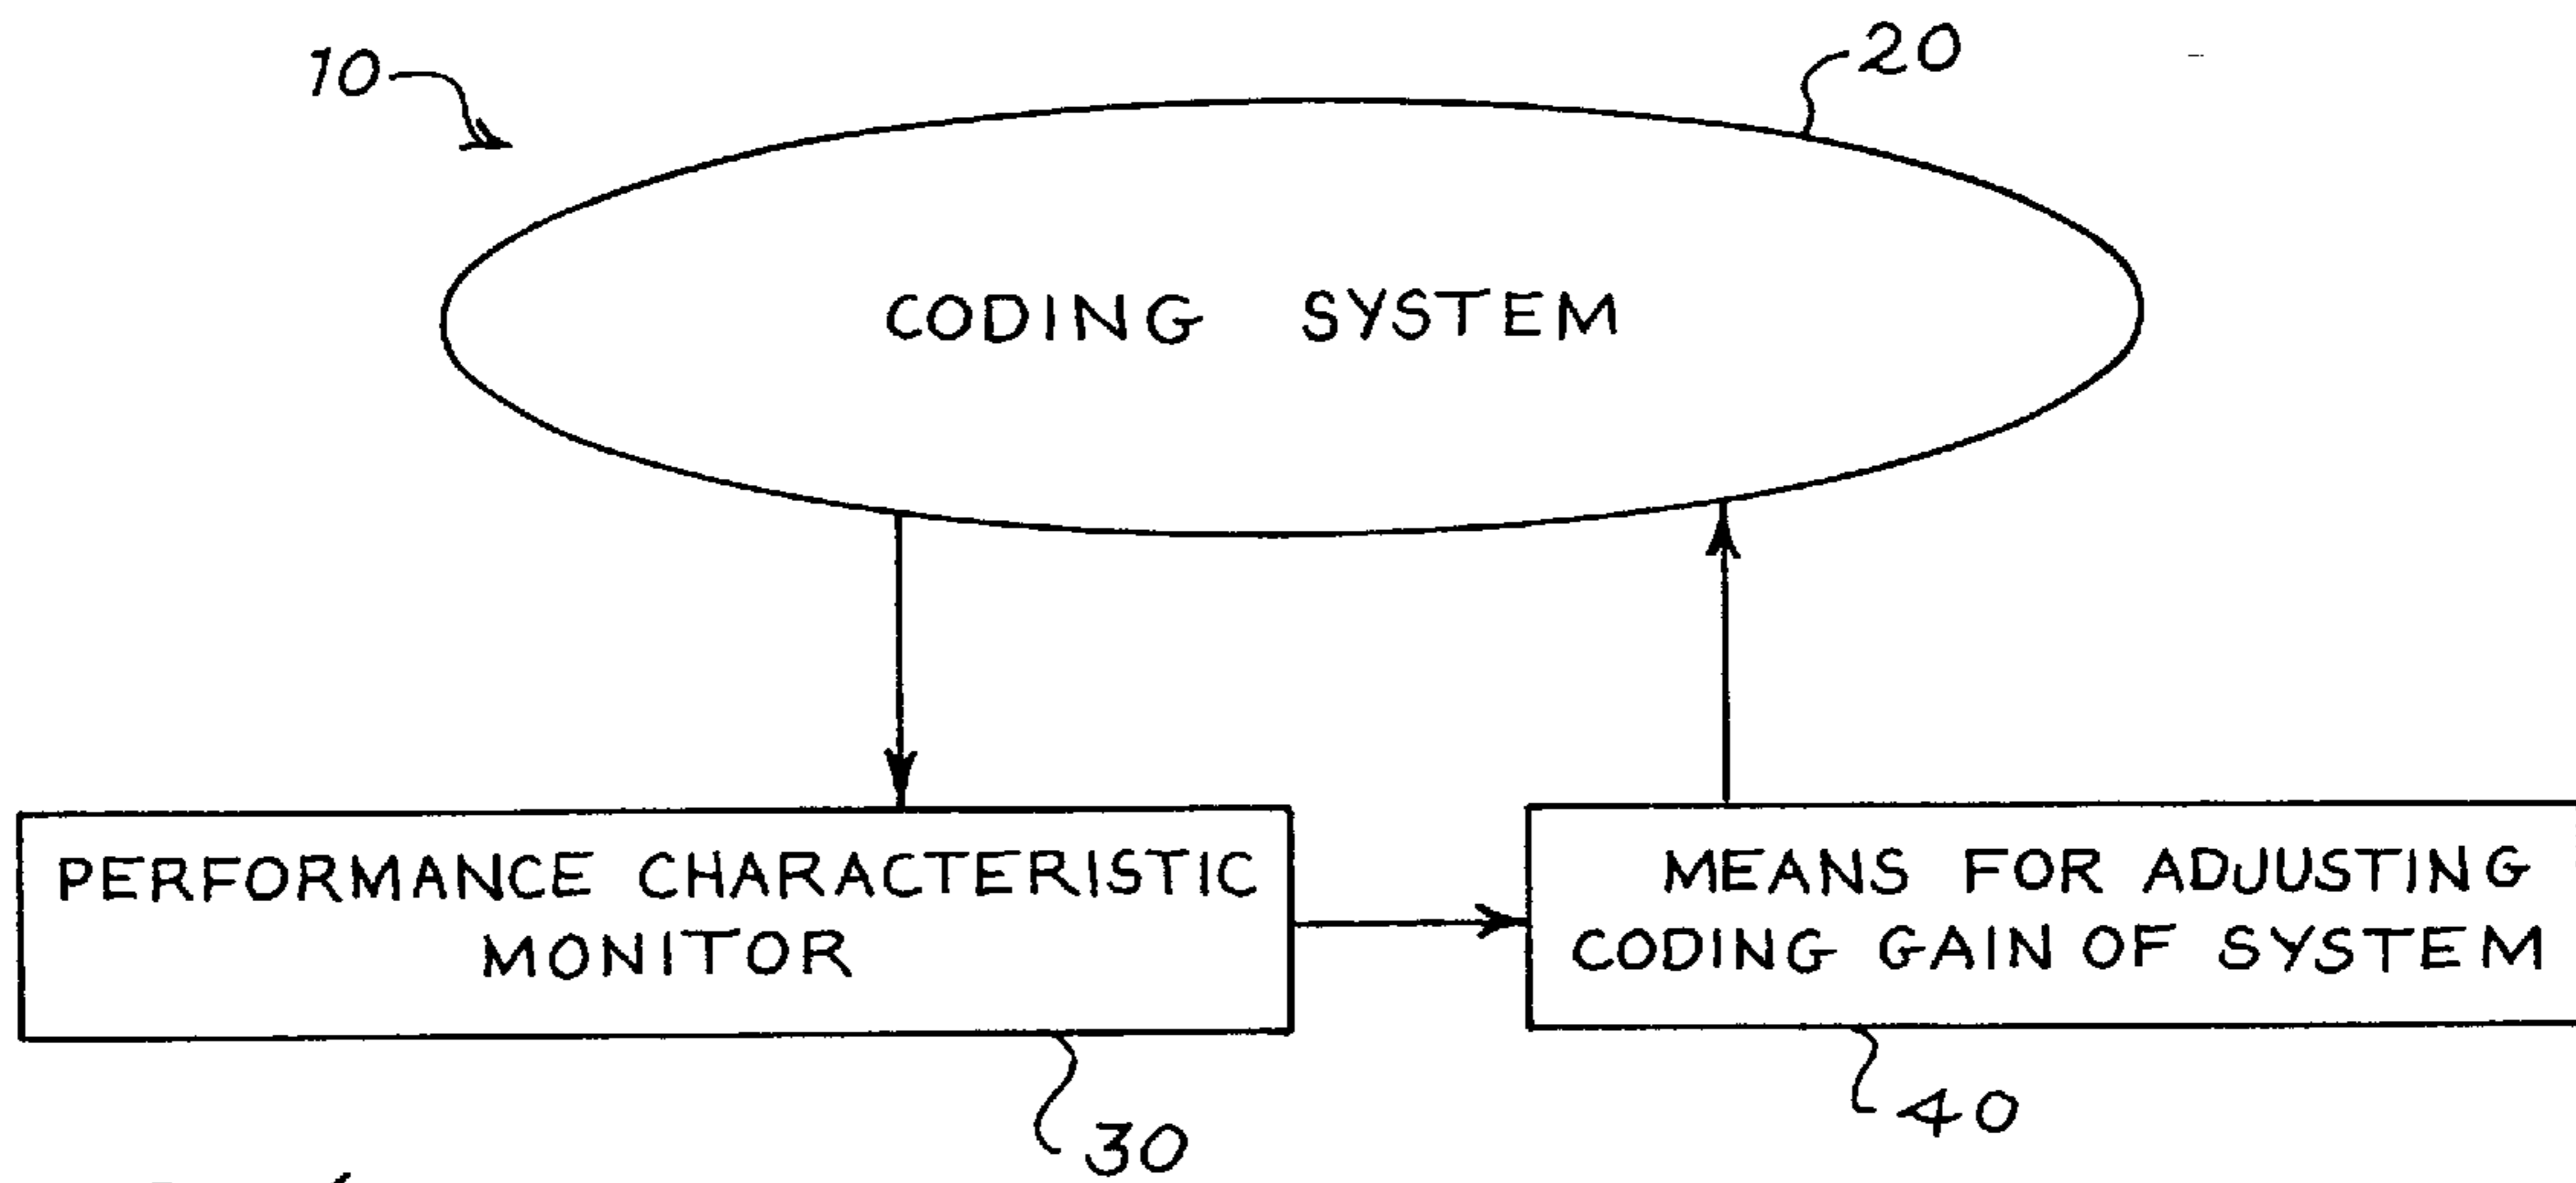 10
20
CODING SYSTEM
PERFORMANCE CHARACTERISTIC
MONITOR
MEANS FOR ADJUSTING
CODING GAIN OF SYSTEM
30
40